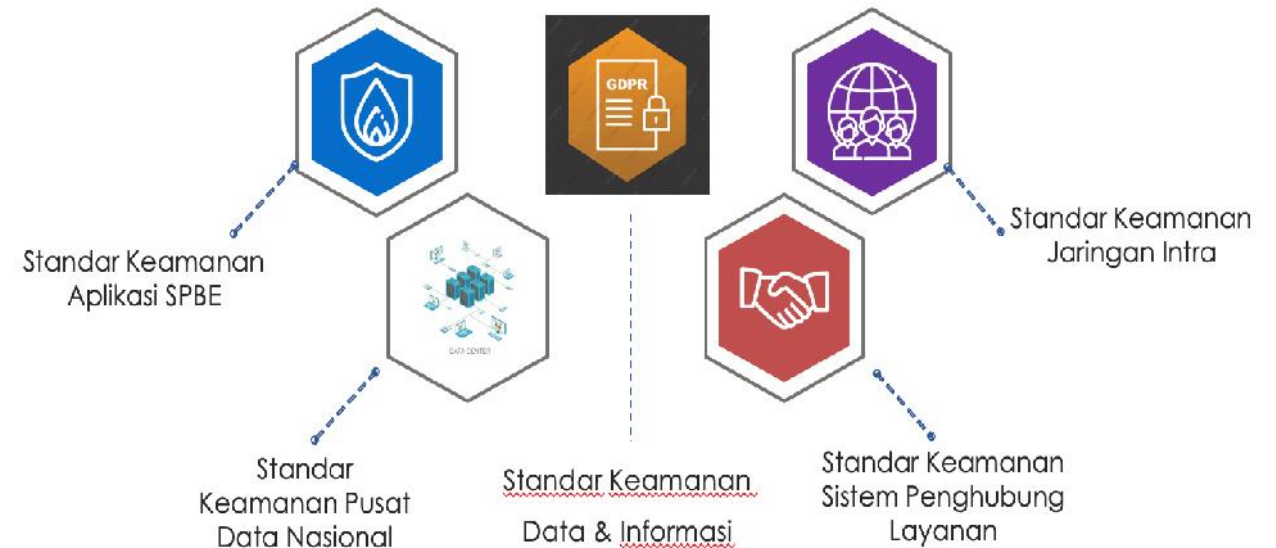 GDPR
DATA CENTER
Standar Keamanan
Aplikasi SPBE
Standar Keamanan
Jaringan Intra
Standar
Keamanan Pusat
Data Nasional
Standar Keamanan
Data & Informasi
Standar Keamanan
Sistem Penghubung
Layanan